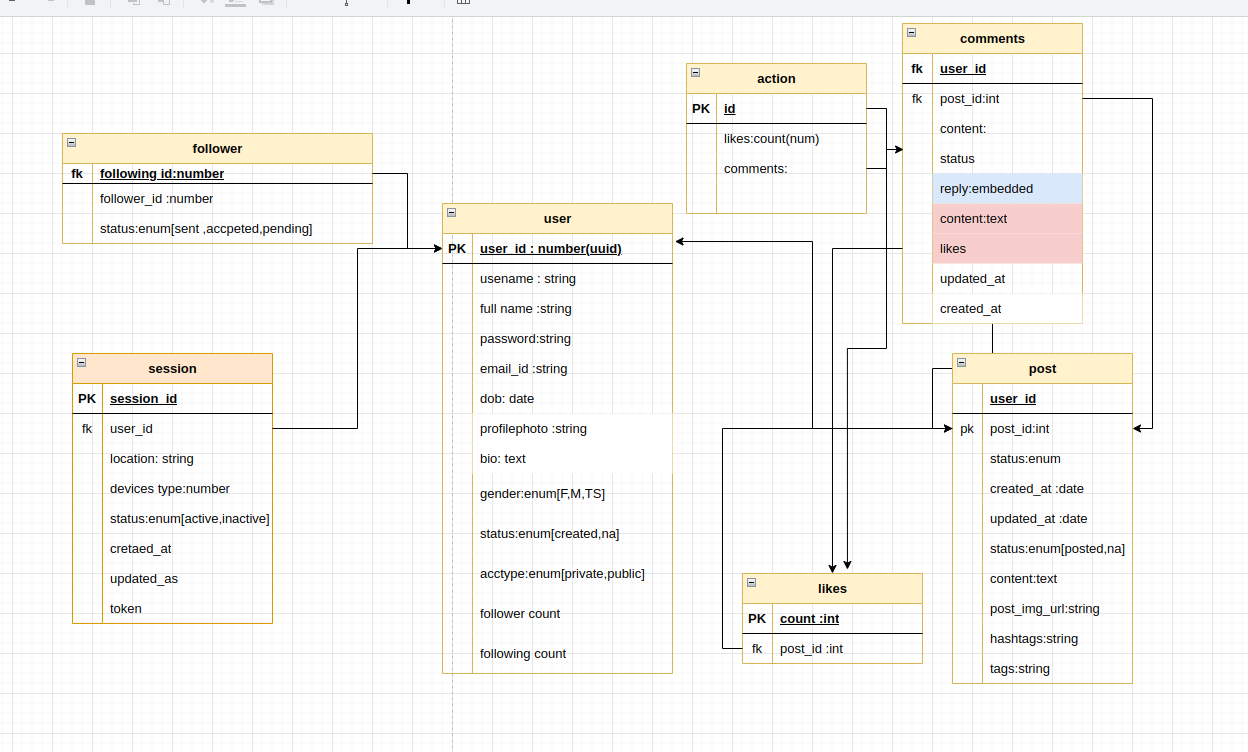 follower
fk following id:number
follower_id :number
status:enum[sent ,accpeted,pending]
session
PK session_id
fk user_id
location: string
devices type:number
status:enum[active,inactive]
cretaed_at
updated_as
token
user
PK user_id : number(uuid)
usename : string
full name :string
password:string
email_id :string
dob: date
profilephoto :string
bio: text
gender:enum[F,M,TS]
status:enum[created,na]
acctype:enum[private,public]
follower count
following count
action
PK id
likes:count(num)
comments:
comments
fk user_id
fk post_id:int
content:
status
reply:embedded
content:text
likes
updated_at
created_at
post
user_id
pk post_id:int
status:enum
created_at :date
updated_at :date
status:enum[posted,na]
content:text
post_img_url:string
hashtags:string
tags:string
likes
PK count :int
fk post_id :int